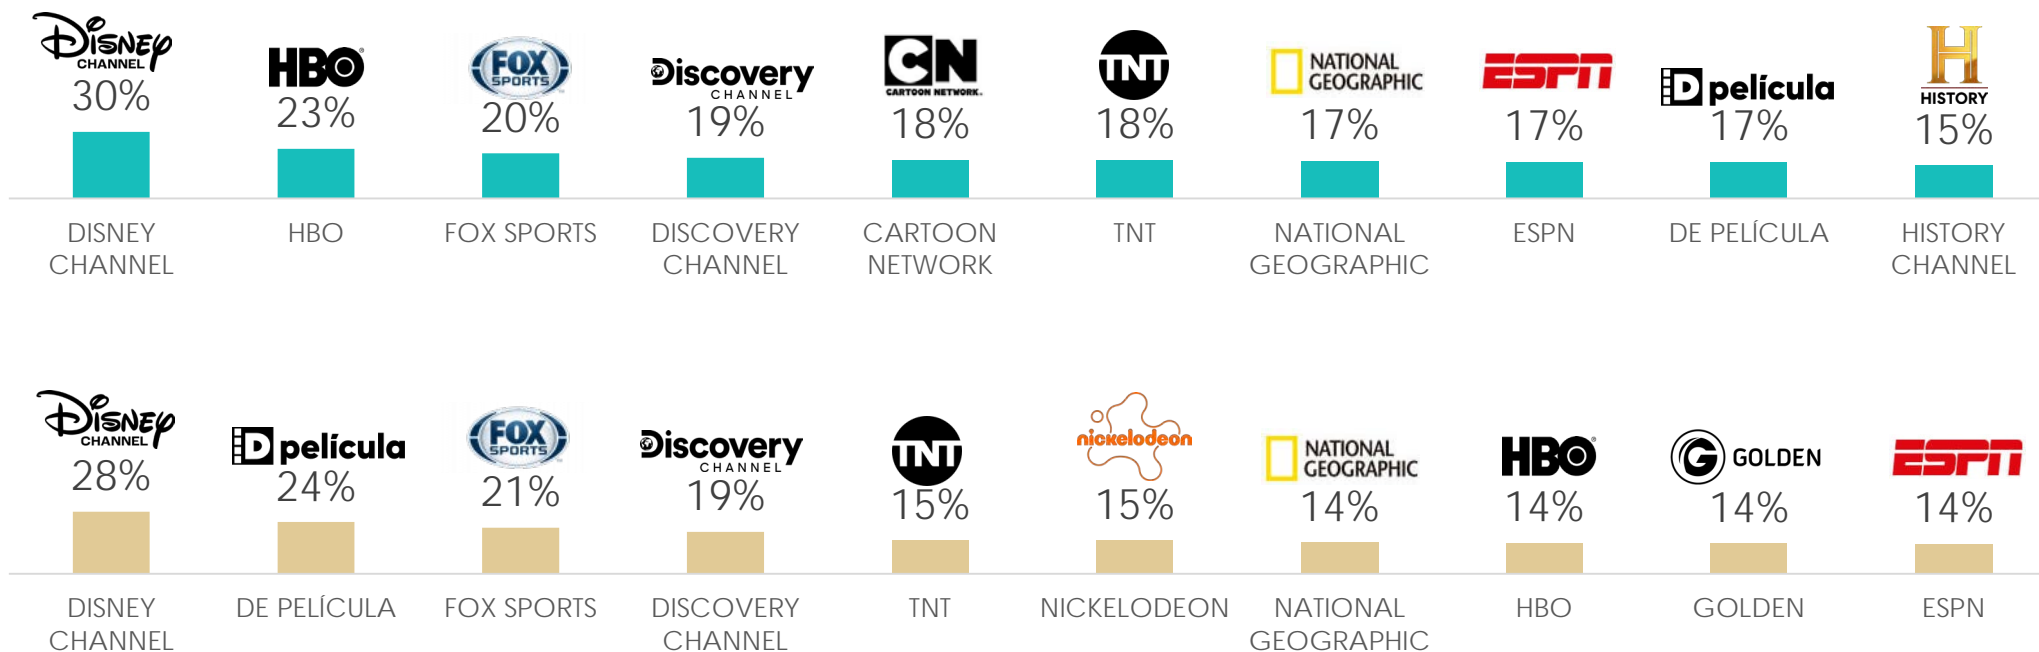 DISNEY CHANNEL HBO FOX SPORTS Discovery CHANNEL CN CARTOON NETWORK. TNT NATIONAL GEOGRAPHIC ESPN D película H HISTORY
30% 23% 20% 19% 18% 18% 17% 17% 17% 15%
DISNEY HBO FOX SPORTS DISCOVERY CARTOON TNT NATIONAL ESPN DE PELÍCULA HISTORY
CHANNEL CHANNEL NETWORK GEOGRAPHIC CHANNEL
DISNEY CHANNEL D película FOX SPORTS Discovery CHANNEL TNT nickelodeon NATIONAL GEOGRAPHIC HBO G GOLDEN ESPN
28% 24% 21% 19% 15% 15% 14% 14% 14% 14%
DISNEY DE PELÍCULA FOX SPORTS DISCOVERY TNT NICKELODEON NATIONAL HBO GOLDEN ESPN
CHANNEL CHANNEL GEOGRAPHIC